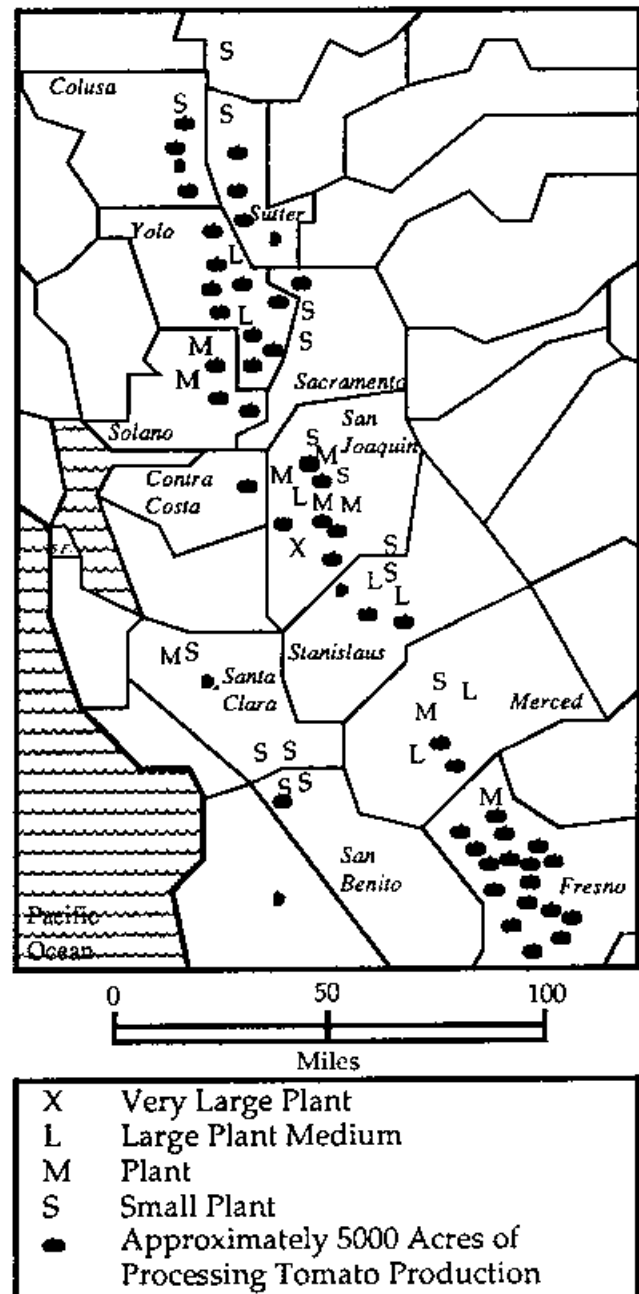 S
Colusa
S
S
Sutter
Yolo
L
S
L
S
M
M
Sacramento
Solano
San
Joaquin
S
M
Contra
Costa
M
S
L
M
M
S.F.
X
S
L
S
L
Stanislaus
M
S
Santa
Clara
S
L
Merced
M
S
S
L
S
S
M
San
Benito
Fresno
Pacific
Ocean
0
50
100
Miles
X Very Large Plant
L Large Plant Medium
M Plant
S Small Plant
Approximately 5000 Acres of
Processing Tomato Production